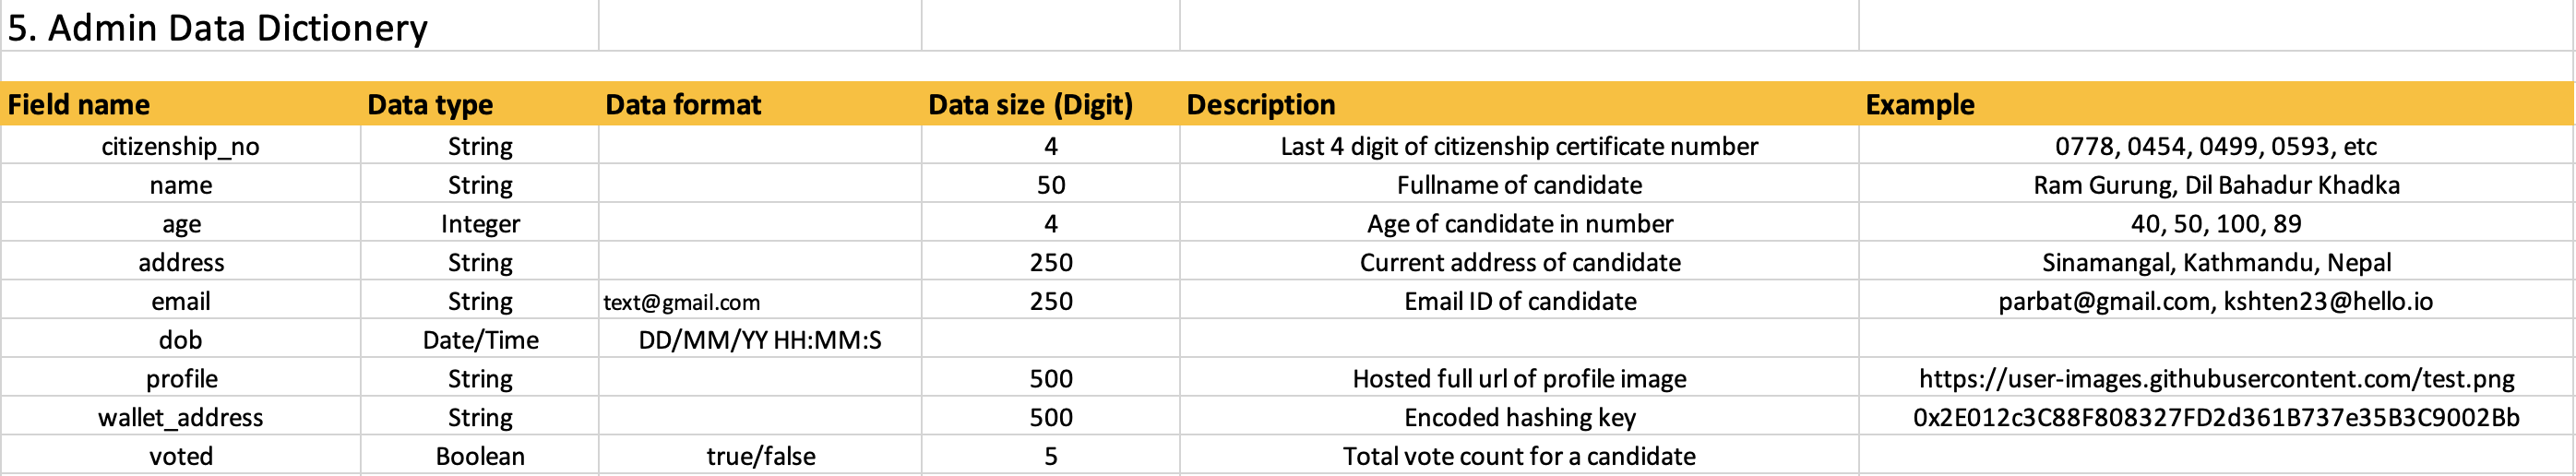 5. Admin Data Dictionery
Field name Data type Data format Data size (Digit) Description Example
citizenship_no String 4 Last 4 digit of citizenship certificate number 0778, 0454, 0499, 0593, etc
name String 50 Fullname of candidate Ram Gurung, Dil Bahadur Khadka
age Integer 4 Age of candidate in number 40, 50, 100, 89
address String 250 Current address of candidate Sinamangal, Kathmandu, Nepal
email String text@gmail.com 250 Email ID of candidate parbat@gmail.com, kshten23@hello.io
dob Date/Time DD/MM/YY HH:MM:S
profile String 500 Hosted full url of profile image https://user-images.githubusercontent.com/test.png
wallet_address String 500 Encoded hashing key 0x2E012c3C88F808327FD2d361B737e35B3C9002Bb
voted Boolean true/false 5 Total vote count for a candidate